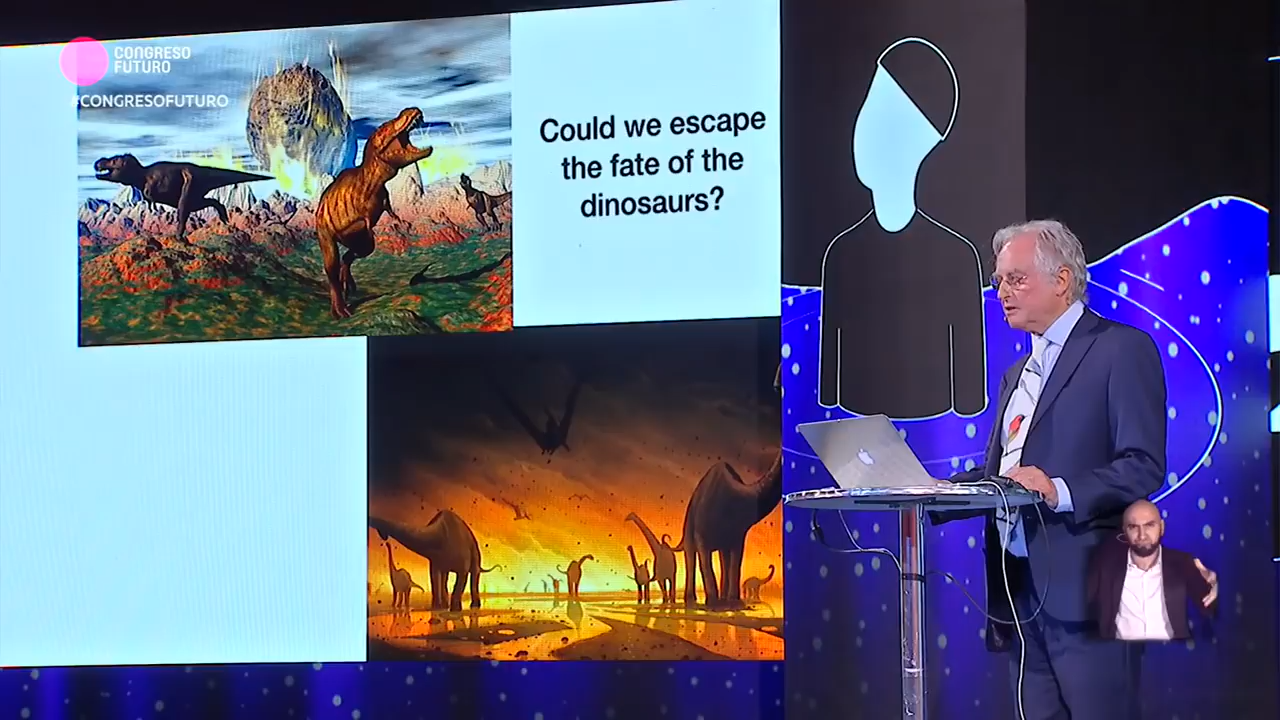 CONGRESO
FUTURO
#CONGRESOFUTURO
Could we escape
the fate of the
dinosaurs?